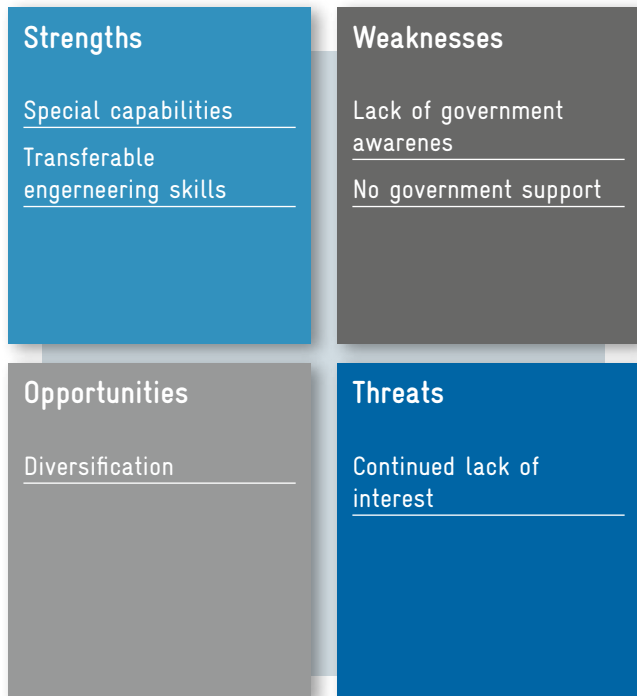 Strengths
Special capabilities
Transferable
engerneering skills
Weaknesses
Lack of government
awarenes
No government support
Opportunities
Diversification
Threats
Continued lack of
interest